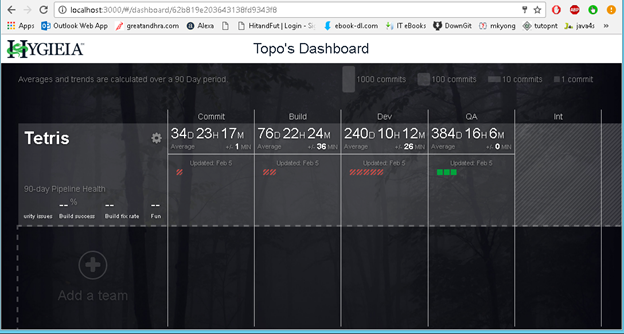 localhost:3000/#/dashboard/62b819e203643138fd9343f8
Apps Outlook Web App greatandhra.com Alexa HitandFut | Login - Si ebook-dl.com IT eBooks DownGit mkyong tutopnt java4s
HYGIEIA Topo's Dashboard
Averages and trends are calculated over a 90 Day period. 1000 commits 100 commits 10 commits 1 commit
Commit Build Dev QA Int
Tetris
34D 23H 17M 76D 22H 24M 240D 10H 12M 384D 16H 6M
Average +/- 1 MIN Average +/- 36 MIN Average +/- 26 MIN Average +/- 0 MIN
Updated: Feb 5 Updated: Feb 5 Updated: Feb 5 Updated: Feb 5
90-day Pipeline Health
-- % -- --
urity issues Build success Build fix rate Fun
Add a team